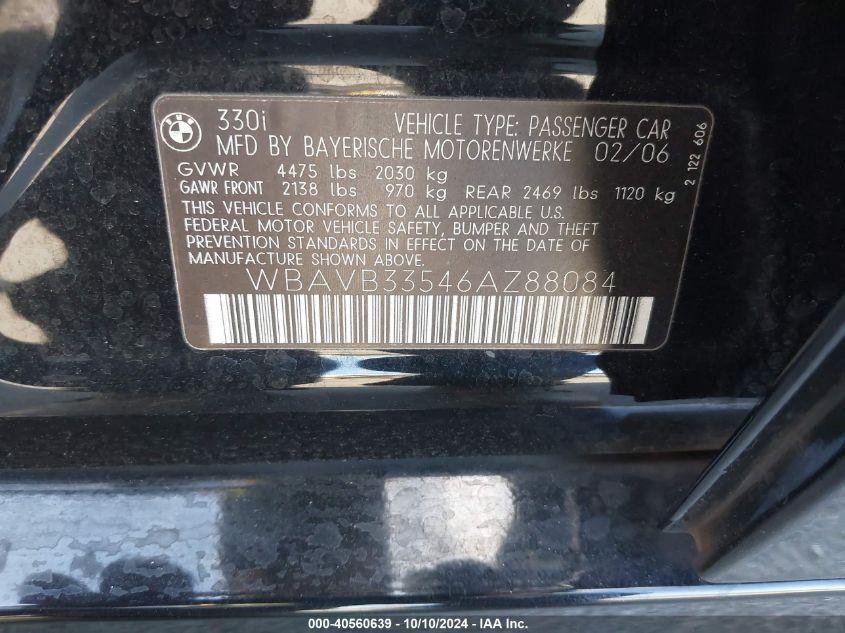 330i VEHICLE TYPE: PASSENGER CAR
MFD BY BAYERISCHE MOTORENWERKE 02/06
GVWR 4475 lbs 2030 kg
GAWR FRONT 2138 lbs 970 kg REAR 2469 lbs 1120 kg
THIS VEHICLE CONFORMS TO ALL APPLICABLE U.S.
FEDERAL MOTOR VEHICLE SAFETY, BUMPER AND THEFT
PREVENTION STANDARDS IN EFFECT ON THE DATE OF
MANUFACTURE SHOWN ABOVE.
WBAVB33546AZ88084
2 122 606
000-40560639 - 10/10/2024 - IAA Inc.